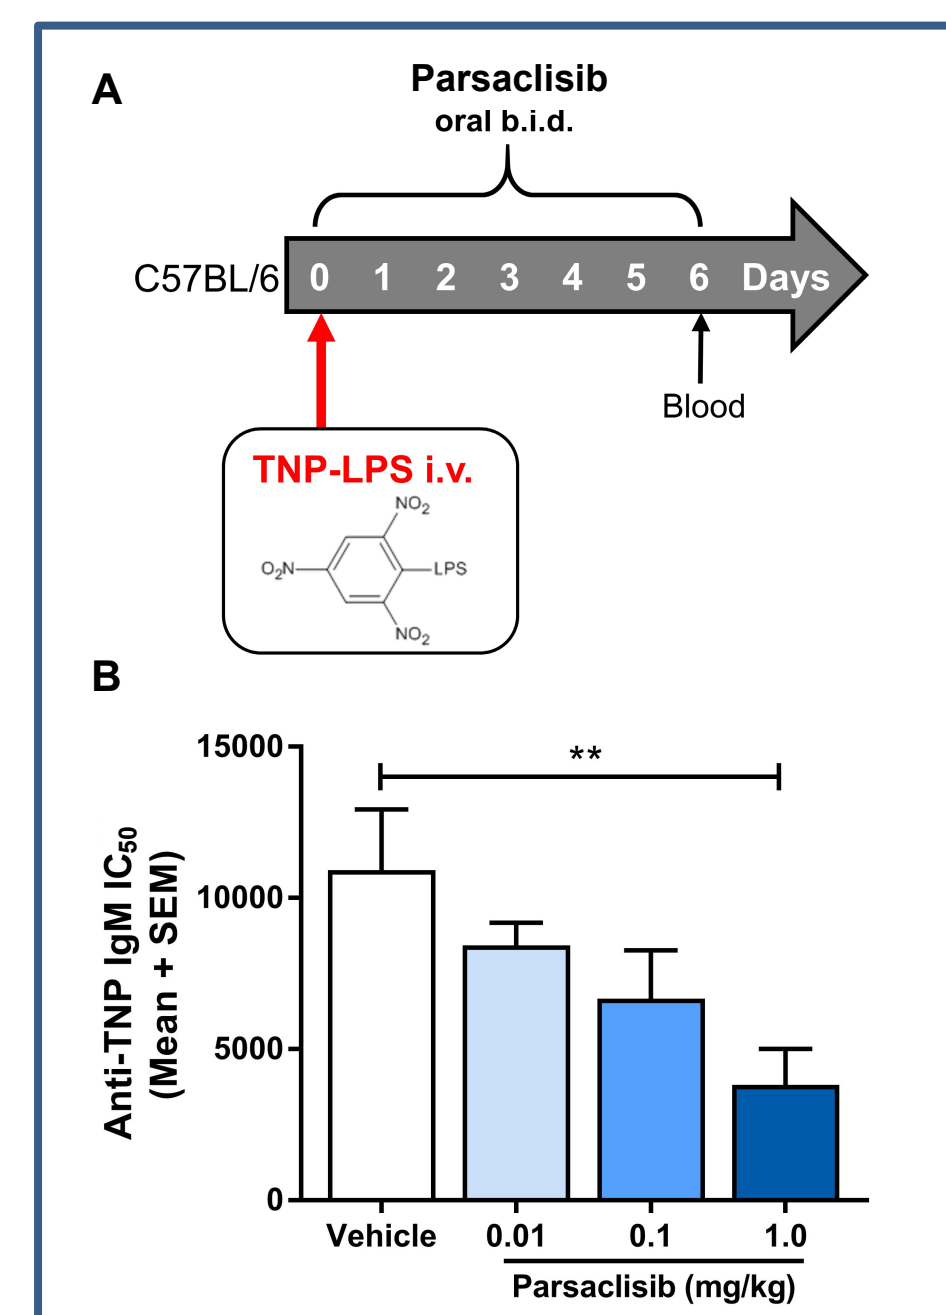 A
Parsaclisib
oral b.i.d.
C57BL/6 0 1 2 3 4 5 6 Days
Blood
TNP-LPS i.v.
NO₂
O₂N
LPS
NO₂
B
**
Anti-TNP IgM IC₅₀
(Mean + SEM)
15000
10000
5000
0
Vehicle 0.01 0.1 1.0
Parsaclisib (mg/kg)